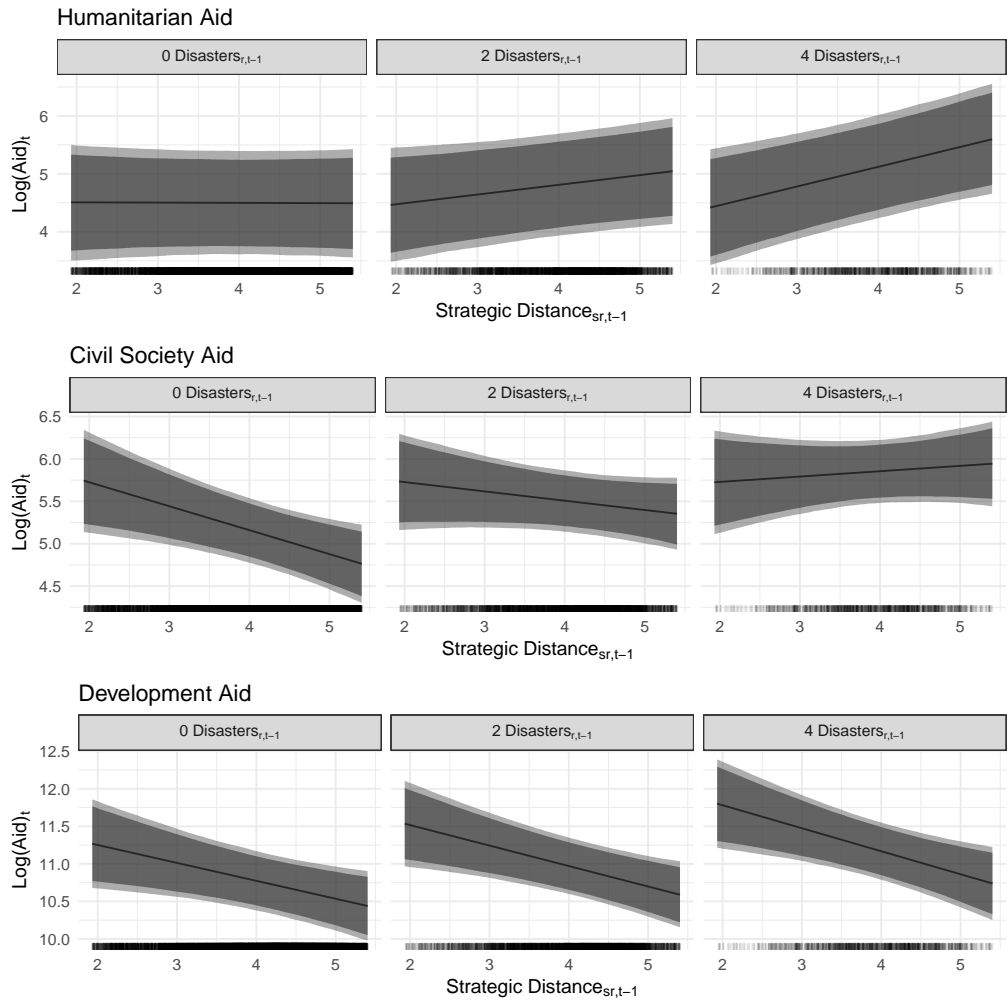 Humanitarian Aid
0 Disasters_{r,t−1} 2 Disasters_{r,t−1} 4 Disasters_{r,t−1}
6
5
4
Log(Aid)_t
2 3 4 5 2 3 4 5 2 3 4 5
Strategic Distance_{sr,t−1}
Civil Society Aid
0 Disasters_{r,t−1} 2 Disasters_{r,t−1} 4 Disasters_{r,t−1}
6.5
6.0
5.5
5.0
4.5
Log(Aid)_t
2 3 4 5 2 3 4 5 2 3 4 5
Strategic Distance_{sr,t−1}
Development Aid
0 Disasters_{r,t−1} 2 Disasters_{r,t−1} 4 Disasters_{r,t−1}
12.5
12.0
11.5
11.0
10.5
10.0
Log(Aid)_t
2 3 4 5 2 3 4 5 2 3 4 5
Strategic Distance_{sr,t−1}